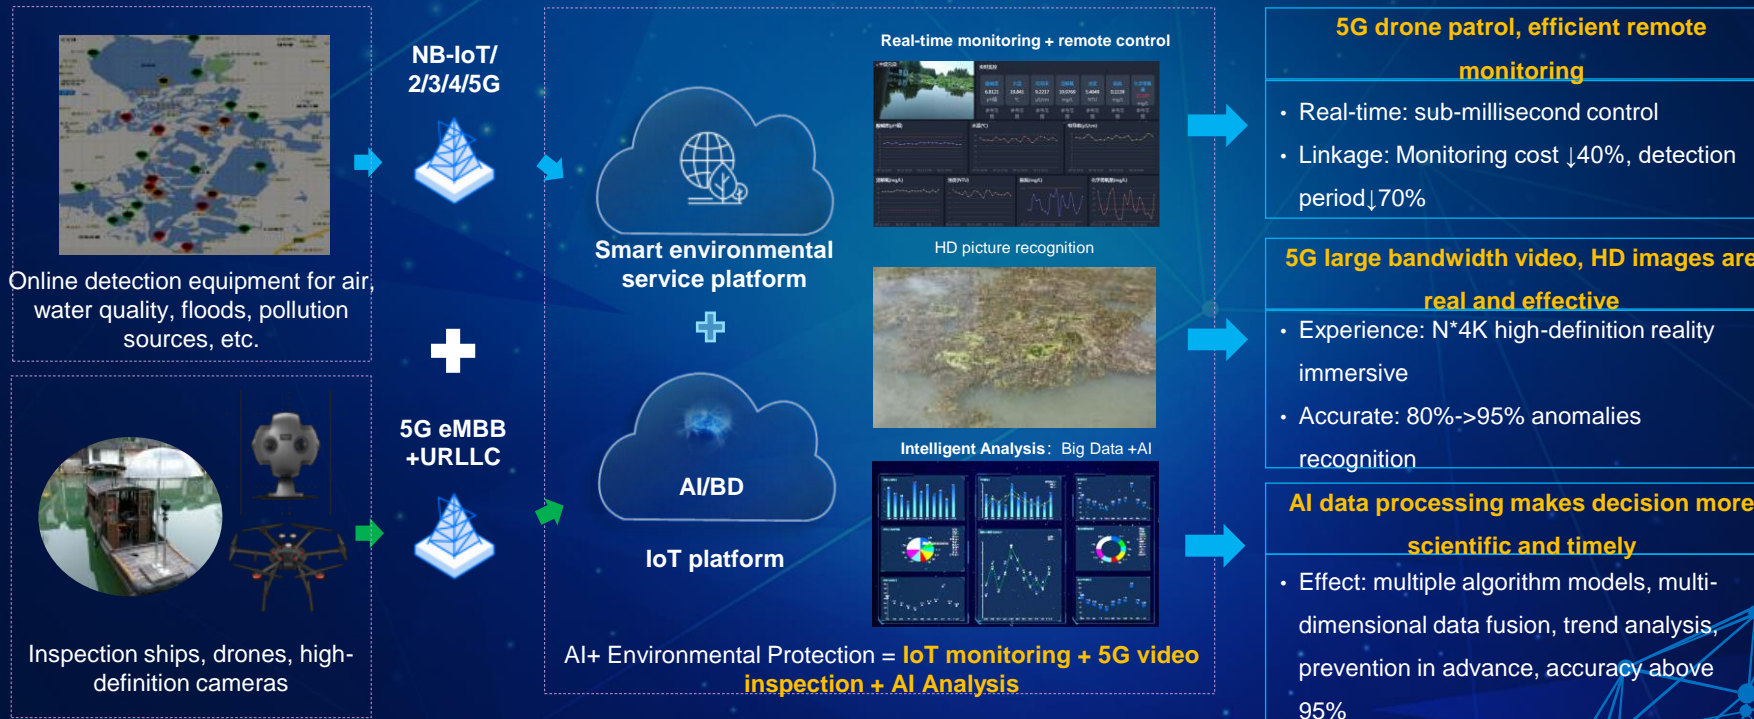 Online detection equipment for air,
water quality, floods, pollution
sources, etc.
Inspection ships, drones, high-
definition cameras
NB-IoT/
2/3/4/5G
5G eMBB
+URLLC
Smart environmental
service platform
AI/BD
IoT platform
Real-time monitoring + remote control
HD picture recognition
Intelligent Analysis：Big Data +AI
AI+ Environmental Protection = IoT monitoring + 5G video
inspection + AI Analysis
5G drone patrol, efficient remote
monitoring
• Real-time: sub-millisecond control
• Linkage: Monitoring cost ↓40%, detection
period↓70%
5G large bandwidth video, HD images are
real and effective
• Experience: N*4K high-definition reality
immersive
• Accurate: 80%->95% anomalies
recognition
AI data processing makes decision more
scientific and timely
• Effect: multiple algorithm models, multi-
dimensional data fusion, trend analysis,
prevention in advance, accuracy above
95%